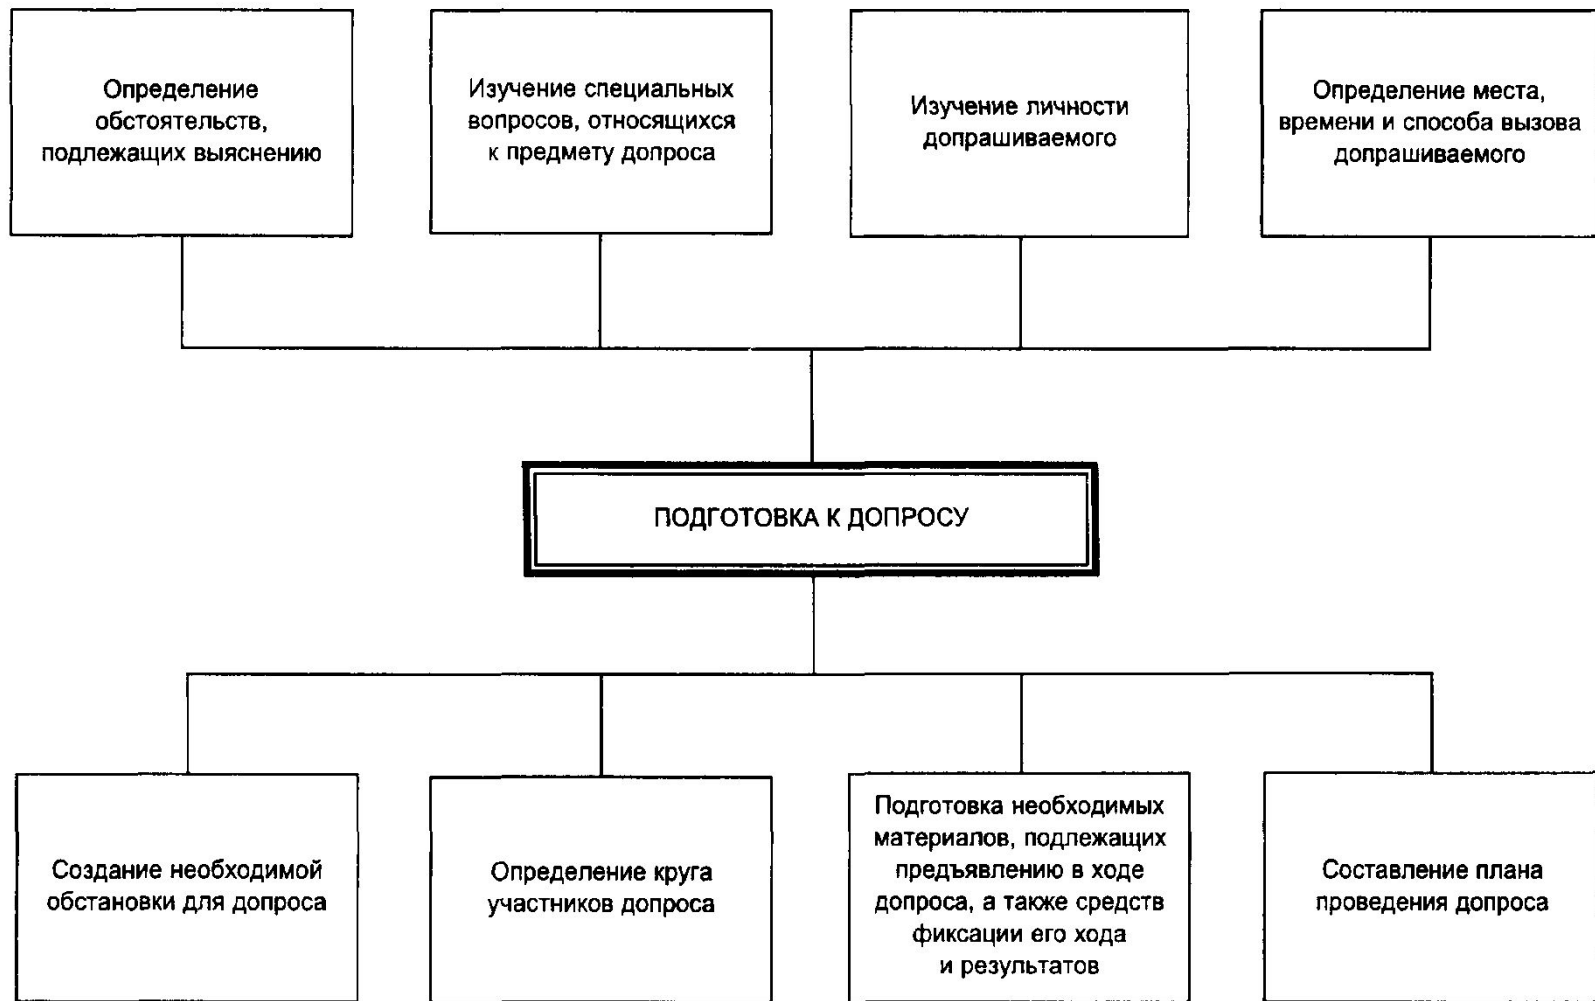 Определение
обстоятельств,
подлежащих выяснению
Изучение специальных
вопросов, относящихся
к предмету допроса
Изучение личности
допрашиваемого
Определение места,
времени и способа вызова
допрашиваемого
ПОДГОТОВКА К ДОПРОСУ
Создание необходимой
обстановки для допроса
Определение круга
участников допроса
Подготовка необходимых
материалов, подлежащих
предъявлению в ходе
допроса, а также средств
фиксации его хода
и результатов
Составление плана
проведения допроса